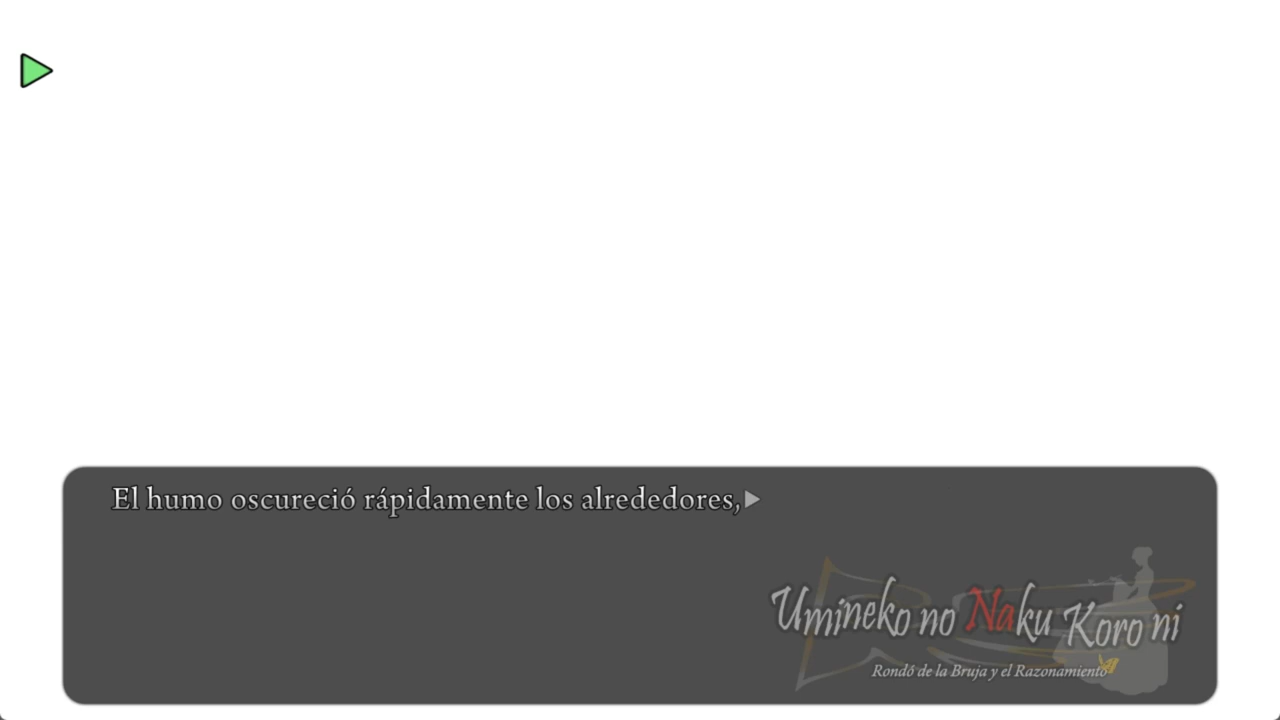 El humo oscureció rápidamente los alrededores,
Umineko no Naku Koro ni
Rondó de la Bruja y el Razonamiento